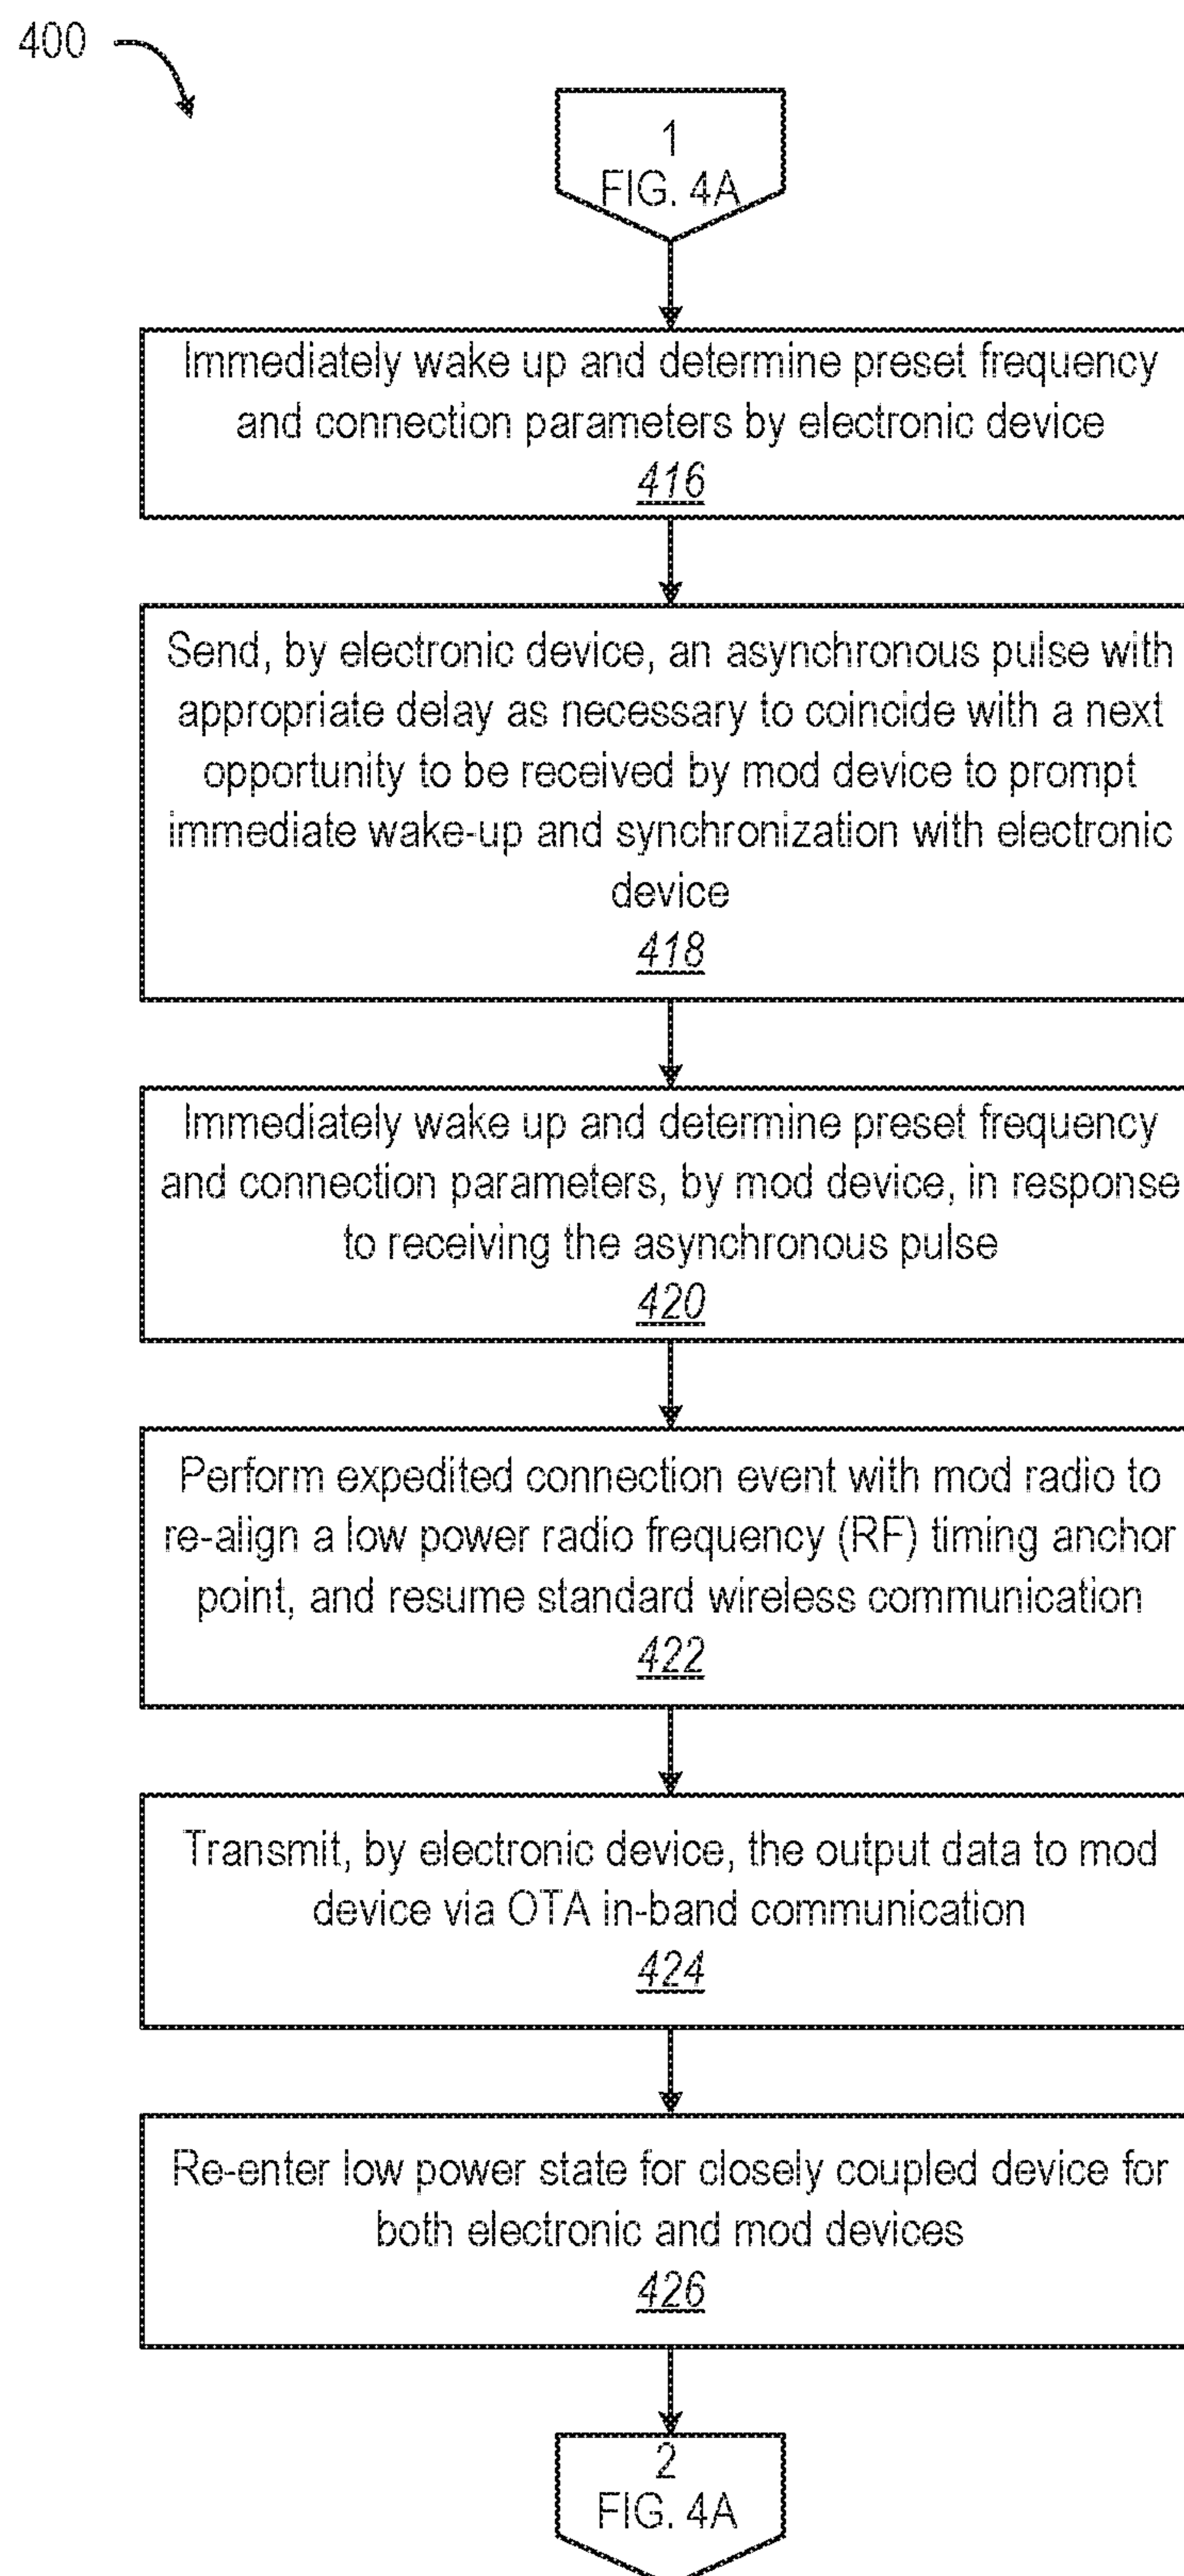 400
1
FIG. 4A
Immediately wake up and determine preset frequency
and connection parameters by electronic device
416
Send, by electronic device, an asynchronous pulse with
appropriate delay as necessary to coincide with a next
opportunity to be received by mod device to prompt
immediate wake-up and synchronization with electronic
device
418
Immediately wake up and determine preset frequency
and connection parameters, by mod device, in response
to receiving the asynchronous pulse
420
Perform expedited connection event with mod radio to
re-align a low power radio frequency (RF) timing anchor
point, and resume standard wireless communication
422
Transmit, by electronic device, the output data to mod
device via OTA in-band communication
424
Re-enter low power state for closely coupled device for
both electronic and mod devices
426
2
FIG. 4A